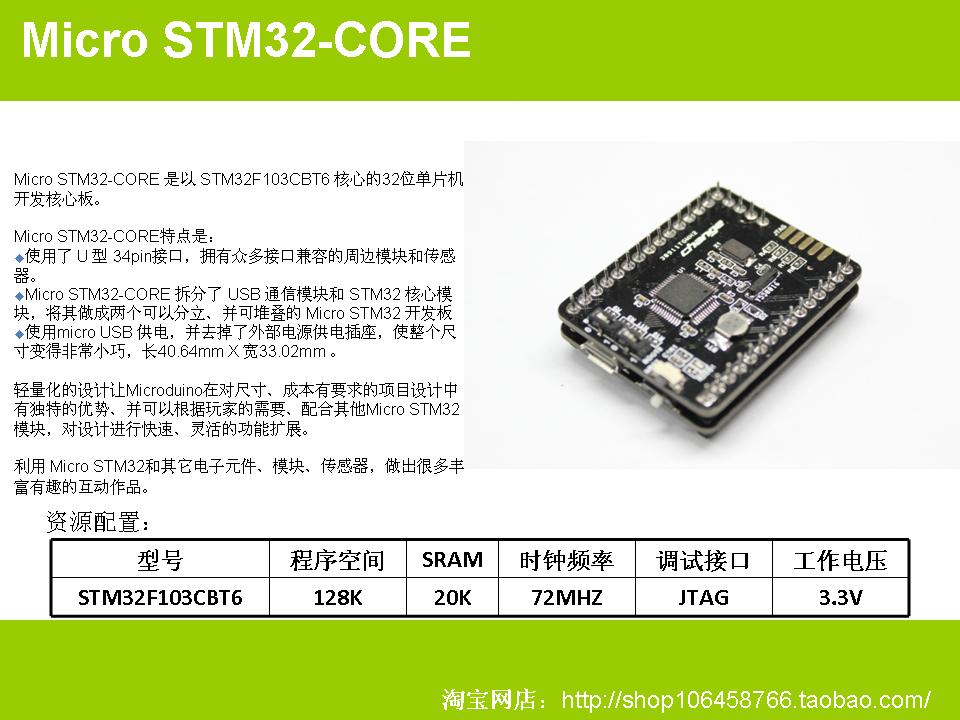 Micro STM32-CORE
Micro STM32-CORE 是以 STM32F103CBT6 核心的32位单片机
开发核心板。
Micro STM32-CORE特点是：
◆使用了 U 型 34pin接口，拥有众多接口兼容的周边模块和传感
器。
◆Micro STM32-CORE 拆分了 USB 通信模块和 STM32 核心模
块，将其做成两个可以分立、并可堆叠的 Micro STM32 开发板
◆使用micro USB 供电，并去掉了外部电源供电插座，使整个尺
寸变得非常小巧，长40.64mm X 宽33.02mm 。
轻量化的设计让Microduino在对尺寸、成本有要求的项目设计中
有独特的优势、并可以根据玩家的需要、配合其他Micro STM32
模块，对设计进行快速、灵活的功能扩展。
利用 Micro STM32和其它电子元件、模块、传感器，做出很多丰
富有趣的互动作品。
资源配置：
型号 程序空间 SRAM 时钟频率 调试接口 工作电压
STM32F103CBT6 128K 20K 72MHZ JTAG 3.3V
淘宝网店：http://shop106458766.taobao.com/